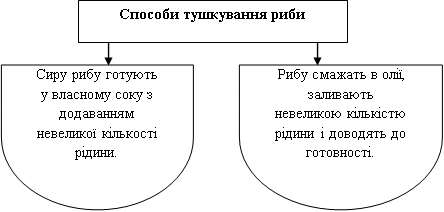 Способи тушкування риби
Сиру рибу готують
у власному соку з
додаванням
невеликої кількості
рідини.
Рибу смажать в олії,
заливають
невеликою кількістю
рідини і доводять до
готовності.